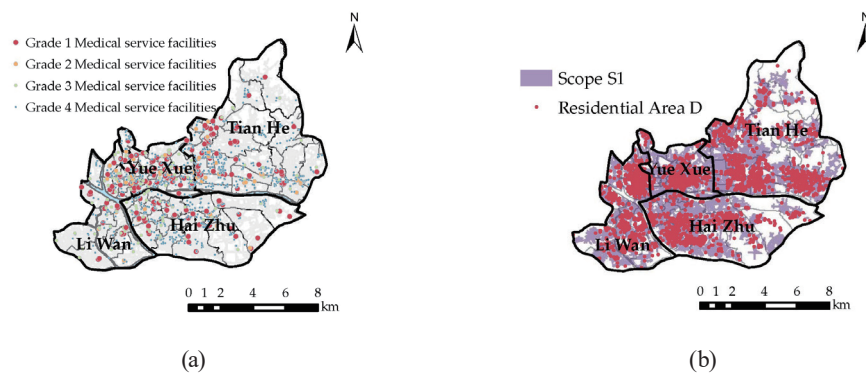 N
Grade 1 Medical service facilities
Grade 2 Medical service facilities
Grade 3 Medical service facilities
Grade 4 Medical service facilities
Tian He
Yue Xue
Hai Zhu
Li Wan
0 1 2 4 6 8
km
(a)
N
Scope S1
Residential Area D
Tian He
Yue Xue
Hai Zhu
Li Wan
0 1 2 4 6 8
km
(b)